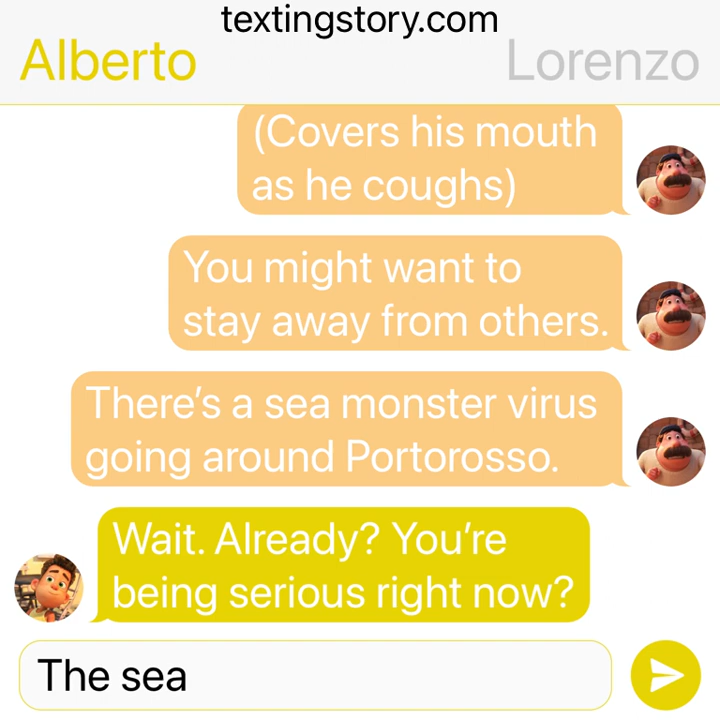 textingstory.com
Alberto
Lorenzo
(Covers his mouth
as he coughs)
You might want to
stay away from others.
There’s a sea monster virus
going around Portorosso.
Wait. Already? You’re
being serious right now?
The sea